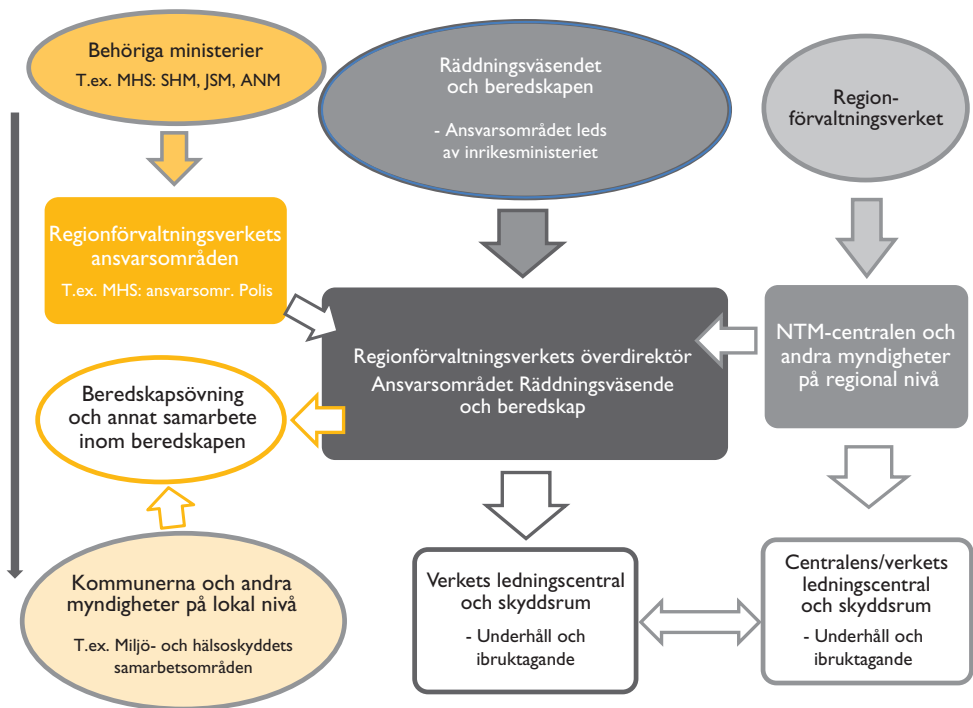 Behöriga ministerier
T.ex. MHS: SHM, JSM, ANM
Räddningsväsendet
och beredskapen
- Ansvarsområdet leds
av inrikesministeriet
Region-
förvaltningsverket
Regionförvaltningsverkets
ansvarsområden
T.ex. MHS: ansvarsomr. Polis
Regionförvaltningsverkets överdirektör
Ansvarsområdet Räddningsväsende
och beredskap
NTM-centralen och
andra myndigheter
på regional nivå
Beredskapsövning
och annat samarbete
inom beredskapen
Kommunerna och andra
myndigheter på lokal nivå
T.ex. Miljö- och hälsoskyddets
samarbetsområden
Verkets ledningscentral
och skyddsrum
- Underhåll och
ibruktagande
Centralens/verkets
ledningscentral
och skyddsrum
- Underhåll och
ibruktagande